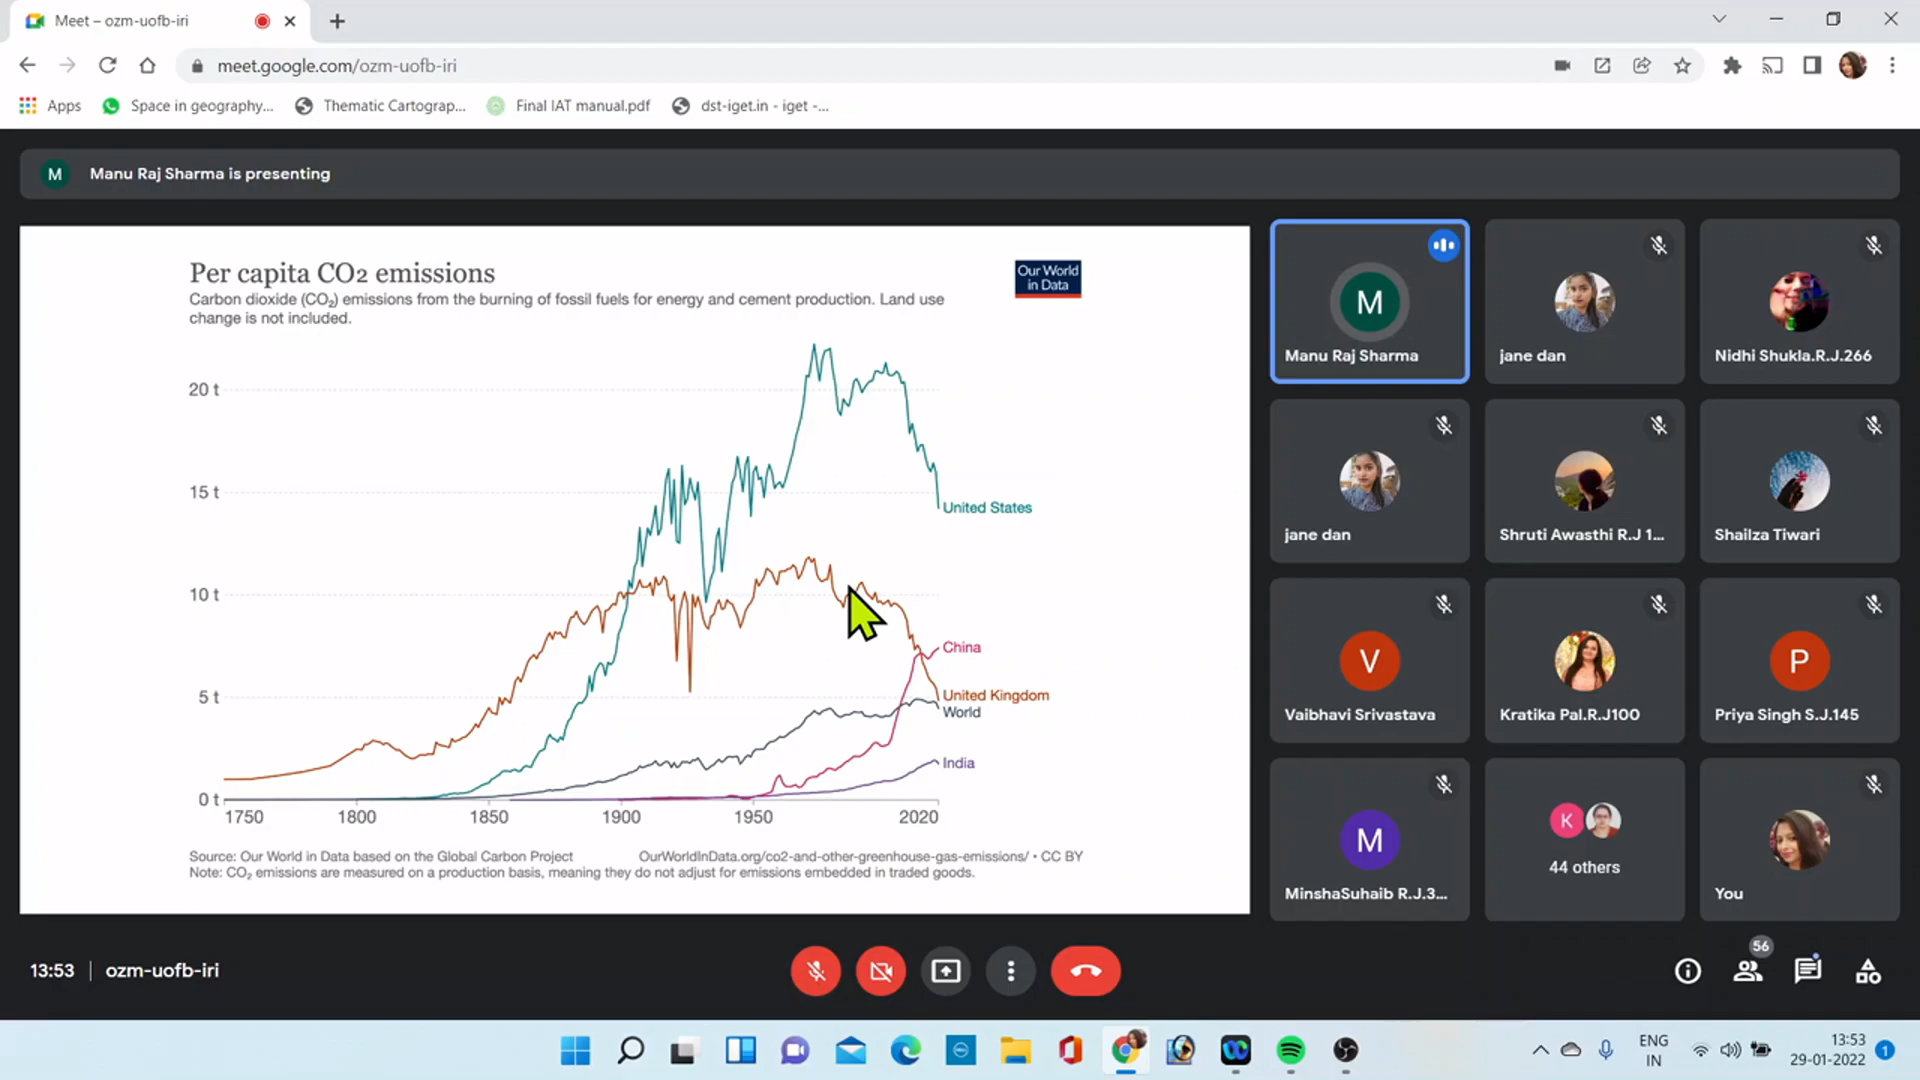 Meet – ozm-uofb-iri
meet.google.com/ozm-uofb-iri
Apps
Space in geography...
Thematic Cartograp...
Final IAT manual.pdf
dst-iget.in - iget -...
M
Manu Raj Sharma is presenting
Per capita CO2 emissions
Our World
in Data
Carbon dioxide (CO₂) emissions from the burning of fossil fuels for energy and cement production. Land use
change is not included.
20 t
15 t
10 t
5 t
0 t
United States
China
United Kingdom
World
India
1750
1800
1850
1900
1950
2020
Source: Our World in Data based on the Global Carbon Project
OurWorldInData.org/co2-and-other-greenhouse-gas-emissions/ • CC BY
Note: CO₂ emissions are measured on a production basis, meaning they do not adjust for emissions embedded in traded goods.
M
Manu Raj Sharma
jane dan
Nidhi Shukla.R.J.266
jane dan
Shruti Awasthi R.J 1...
Shailza Tiwari
V
Vaibhavi Srivastava
Kratika Pal.R.J100
P
Priya Singh S.J.145
M
MinshaSuhaib R.J.3...
K
44 others
You
13:53
ozm-uofb-iri
56
ENG
IN
13:53
29-01-2022
1